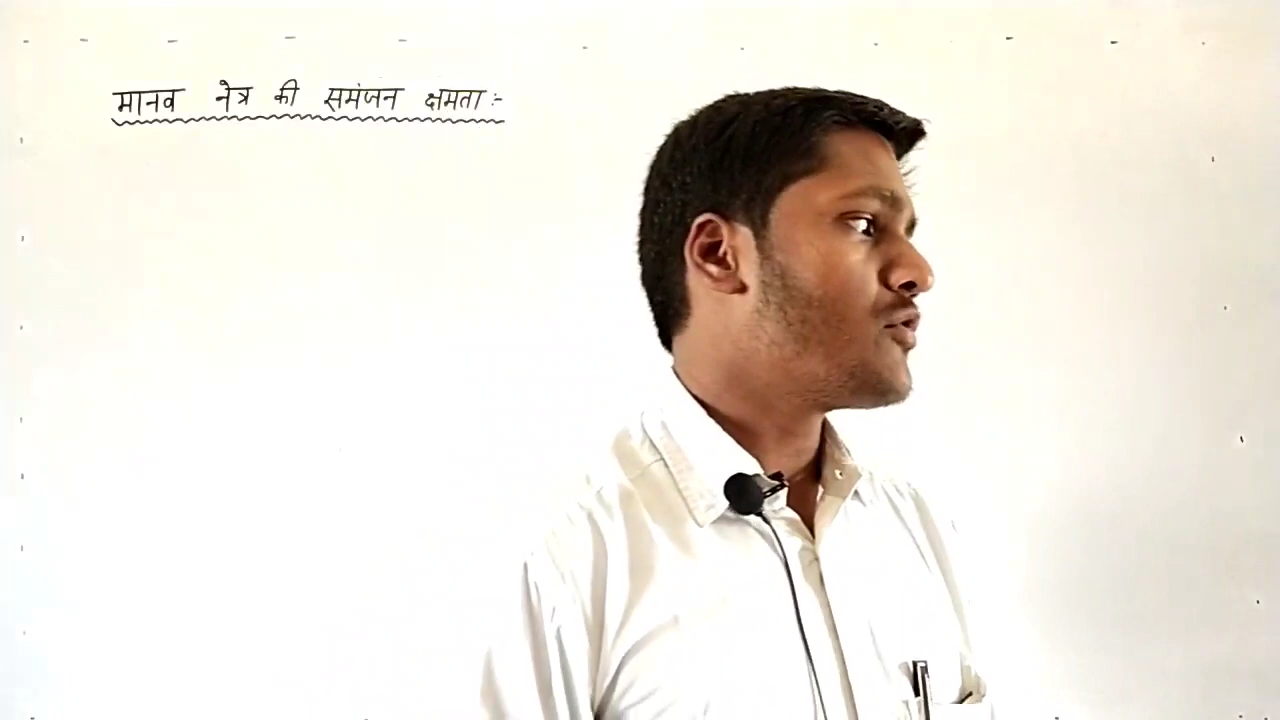 मानव नेत्र की समंजन क्षमता :-